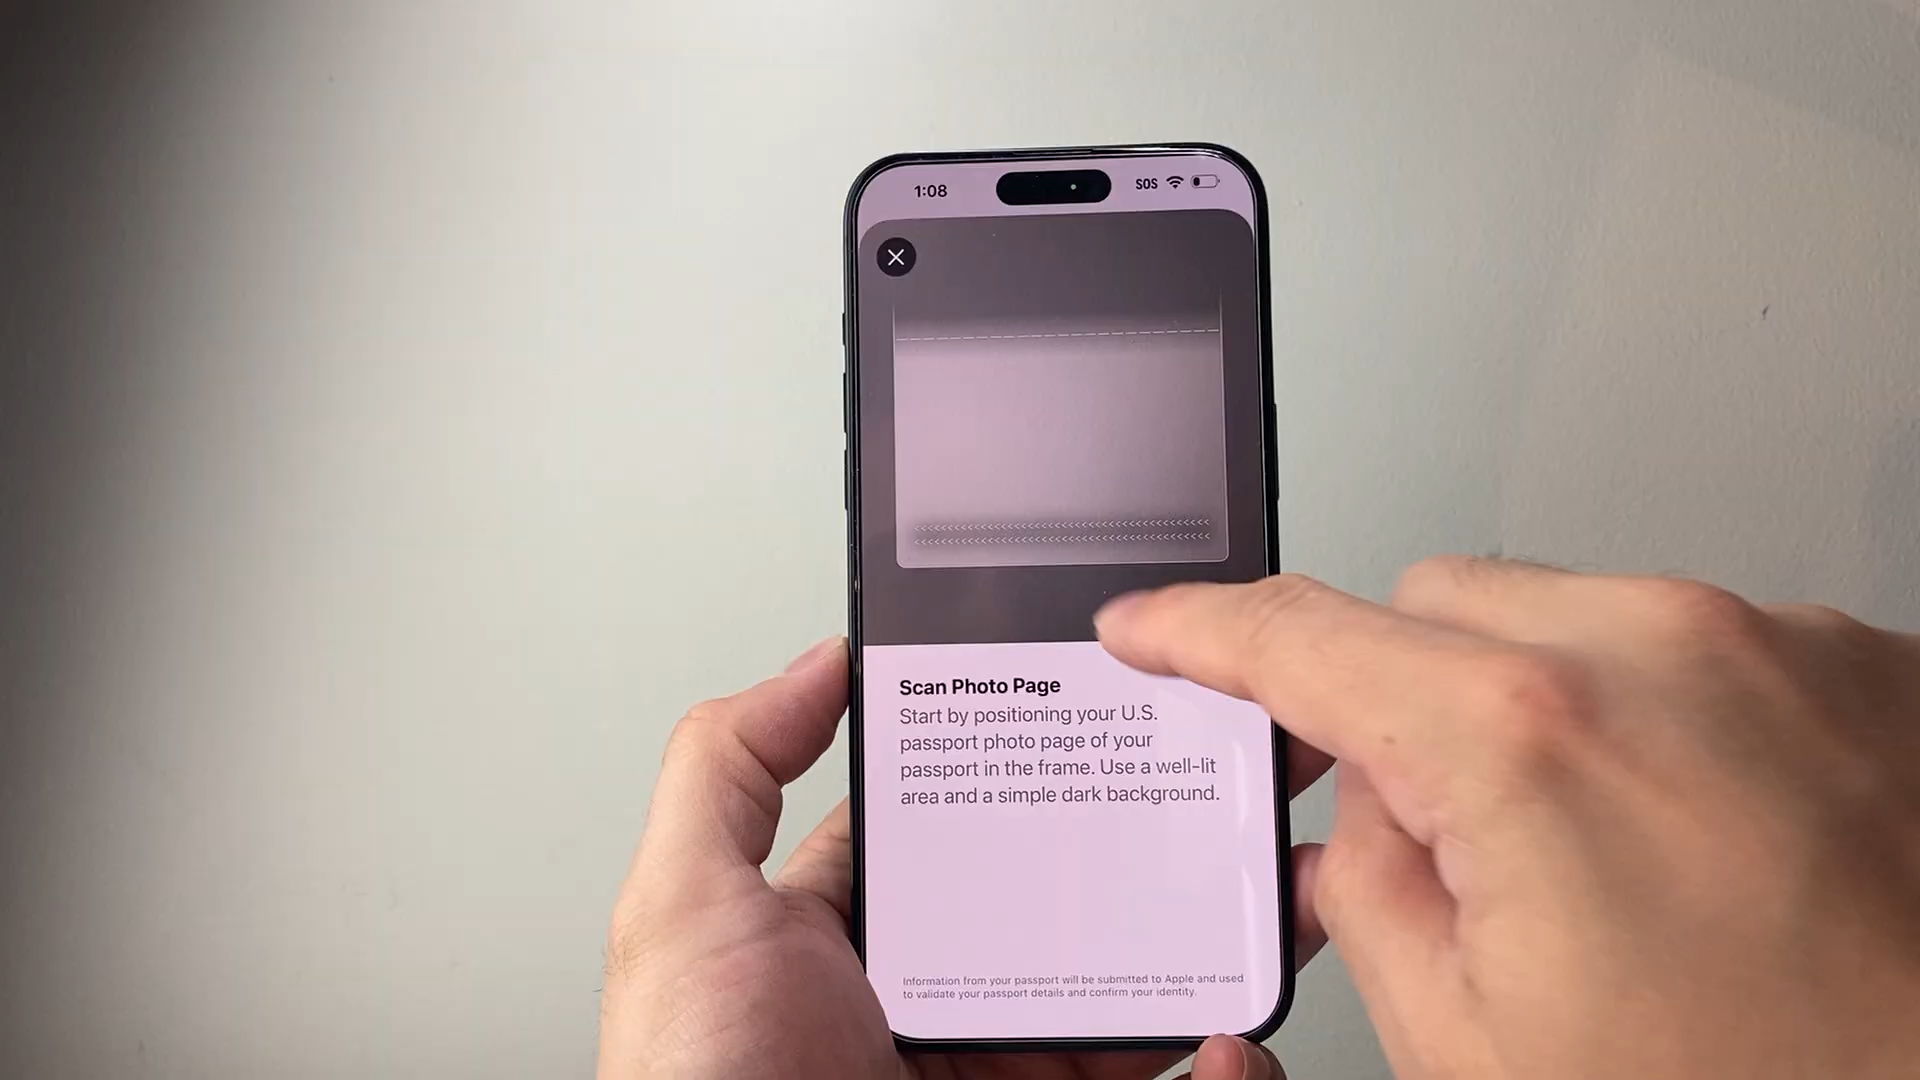 1:08 SOS
<<<<<<<<<<<<<<<<<<<<<<<<<<<<<<<<<<<<<<<<<<<<
<<<<<<<<<<<<<<<<<<<<<<<<<<<<<<<<<<<<<<<<<<<<
Scan Photo Page
Start by positioning your U.S.
passport photo page of your
passport in the frame. Use a well-lit
area and a simple dark background.
Information from your passport will be submitted to Apple and used
to validate your passport details and confirm your identity.